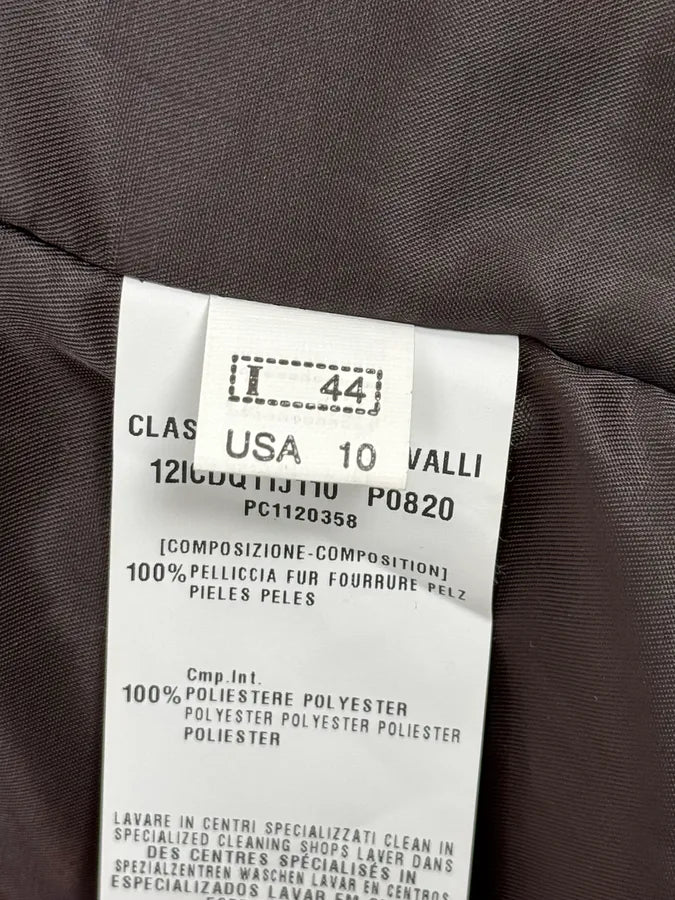 I 44
USA 10
CLAS VALLI
P0820
PC1120358
[COMPOSIZIONE-COMPOSITION]
100% PELLICCIA FUR FOURRURE PELZ
PIELES PELES
Cmp.Int.
100% POLIESTERE POLYESTER
POLYESTER POLYESTER POLIESTER
POLIESTER
LAVARE IN CENTRI SPECIALIZZATI CLEAN IN
SPECIALIZED CLEANING SHOPS LAVER DANS
DES CENTRES SPÉCIALISÉS IN
SPEZIALZENTREN WASCHEN LAVAR EN CENTROS
ESPECIALIZADOS LAVAR EM